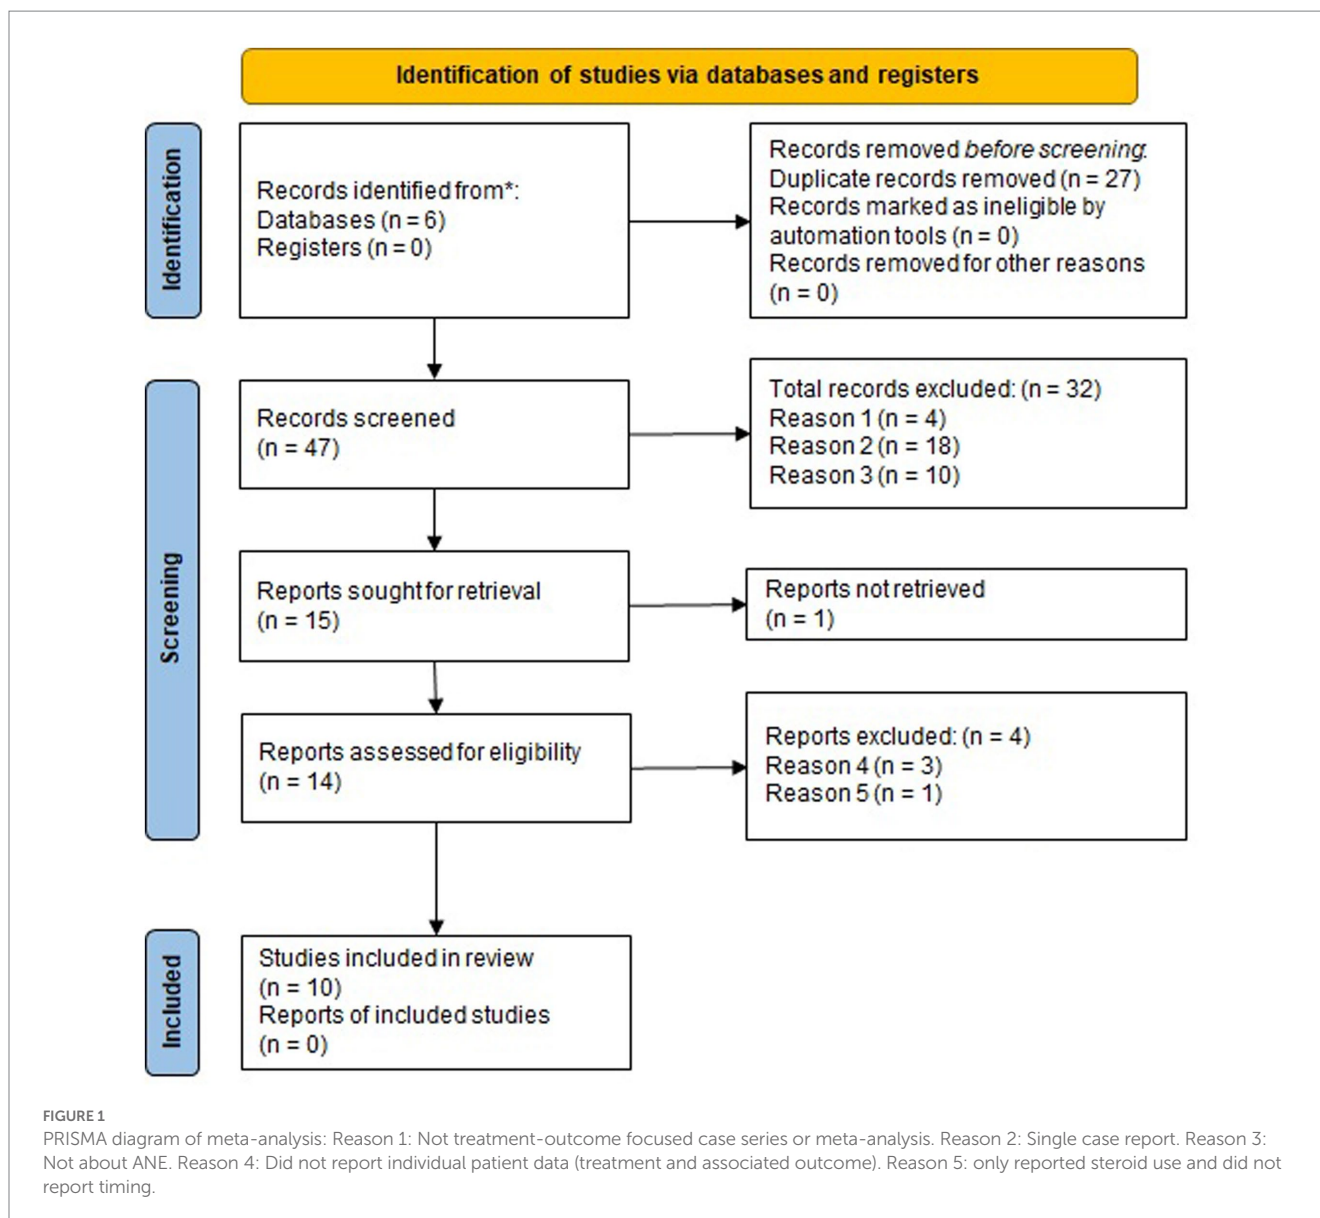 Identification of studies via databases and registers
Identification
Records identified from*:
Databases (n = 6)
Registers (n = 0)
Records removed before screening:
Duplicate records removed (n = 27)
Records marked as ineligible by
automation tools (n = 0)
Records removed for other reasons
(n = 0)
Screening
Records screened
(n = 47)
Total records excluded: (n = 32)
Reason 1 (n = 4)
Reason 2 (n = 18)
Reason 3 (n = 10)
Reports sought for retrieval
(n = 15)
Reports not retrieved
(n = 1)
Reports assessed for eligibility
(n = 14)
Reports excluded: (n = 4)
Reason 4 (n = 3)
Reason 5 (n = 1)
Included
Studies included in review
(n = 10)
Reports of included studies
(n = 0)
FIGURE 1
PRISMA diagram of meta-analysis: Reason 1: Not treatment-outcome focused case series or meta-analysis. Reason 2: Single case report. Reason 3:
Not about ANE. Reason 4: Did not report individual patient data (treatment and associated outcome). Reason 5: only reported steroid use and did not
report timing.